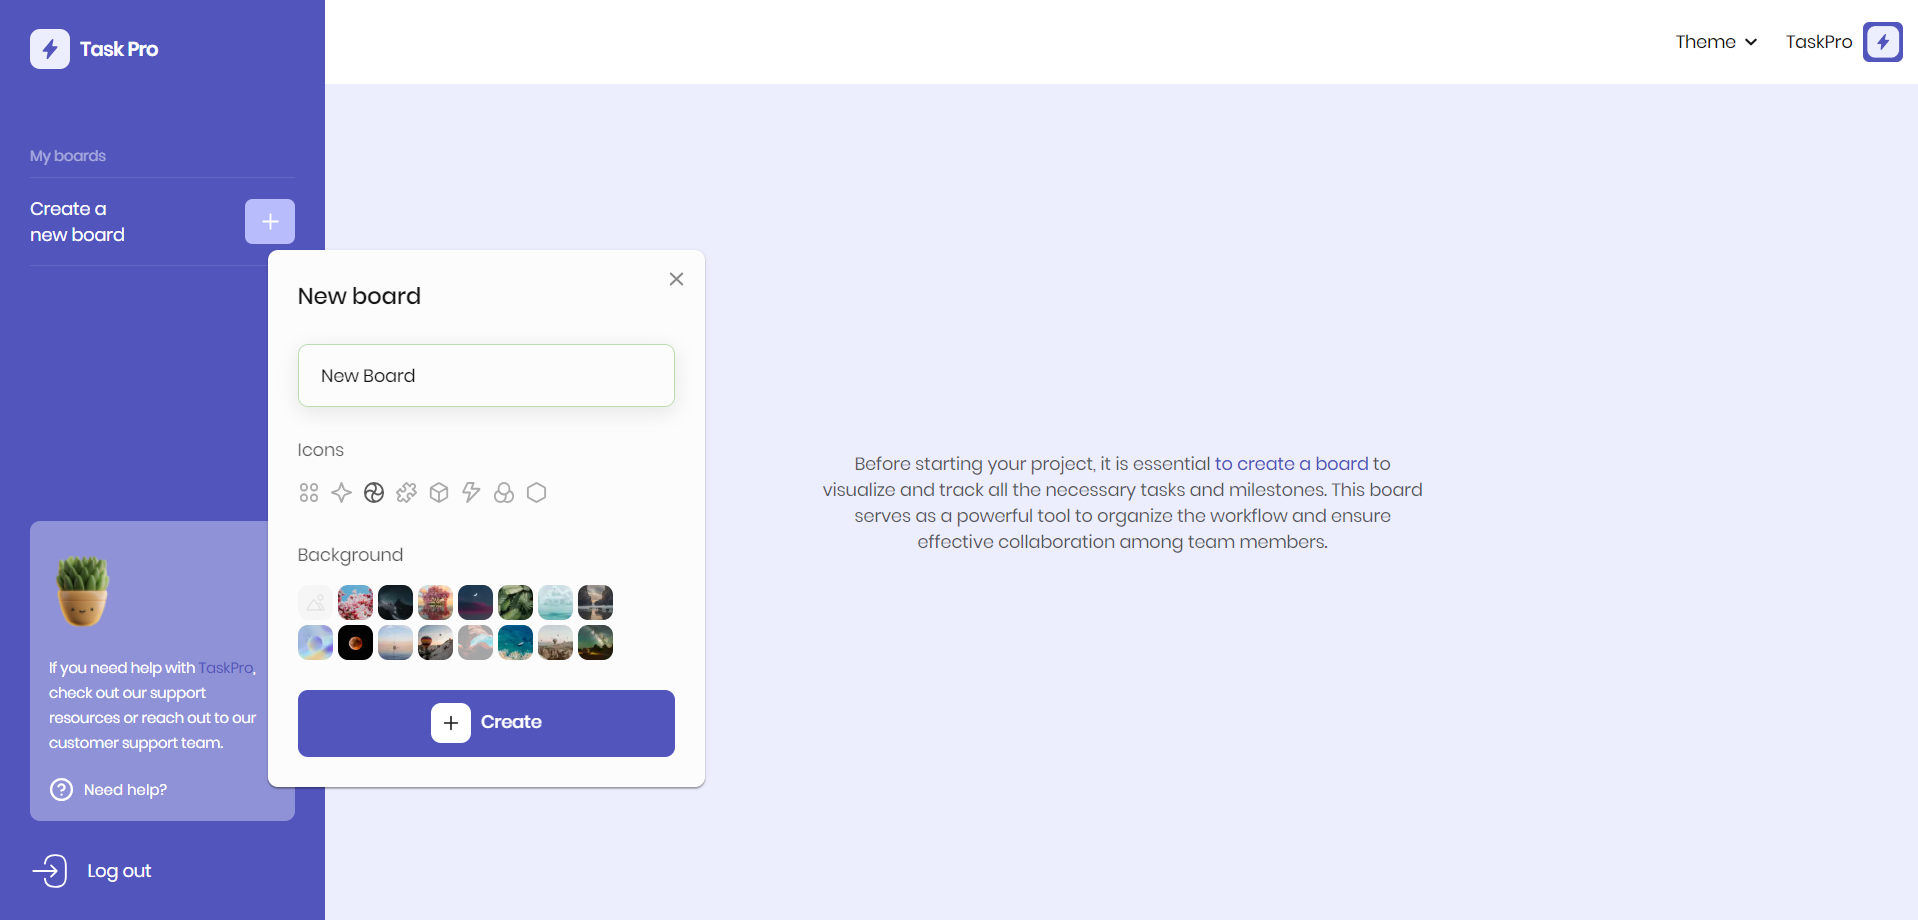 Task Pro
Theme
TaskPro
My boards
Create a
new board
New board
New Board
Icons
Background
Create
Before starting your project, it is essential to create a board to
visualize and track all the necessary tasks and milestones. This board
serves as a powerful tool to organize the workflow and ensure
effective collaboration among team members.
If you need help with TaskPro,
check out our support
resources or reach out to our
customer support team.
Need help?
Log out